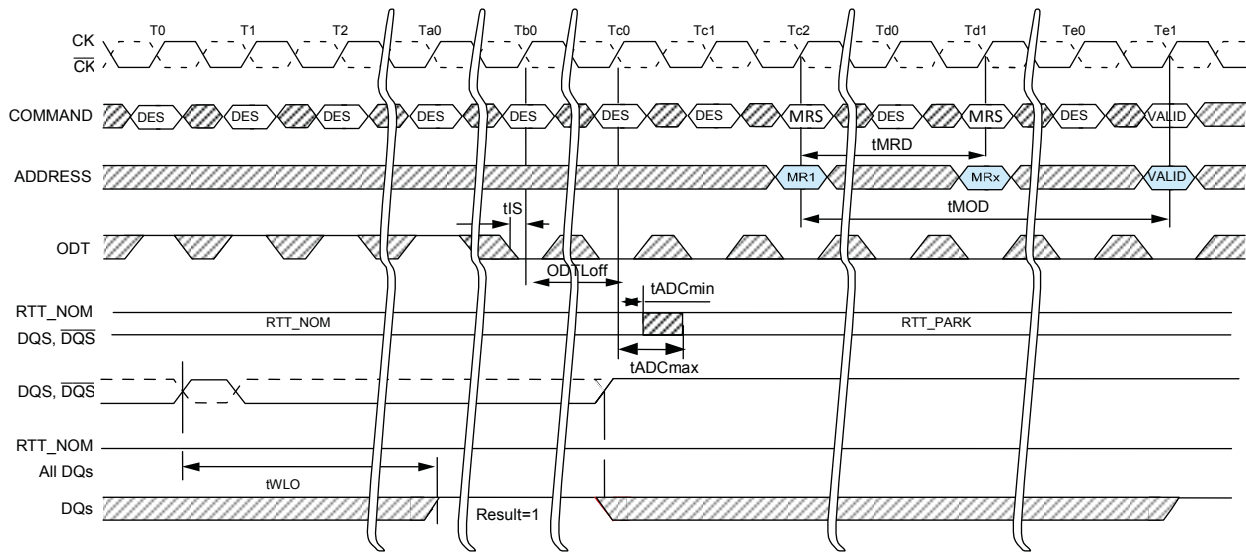 T0 T1 T2 Ta0 Tb0 Tc0 Tc1 Tc2 Td0 Td1 Te0 Te1
CK
CK
COMMAND DES DES DES DES DES DES DES MRS DES MRS DES VALID
tMRD
ADDRESS MR1 MRx VALID
tIS
tMOD
ODT
ODTLoff
tADCmin
RTT_NOM
RTT_NOM RTT_PARK
DQS, DQS
tADCmax
DQS, DQS
RTT_NOM
All DQs
tWLO
DQs Result=1